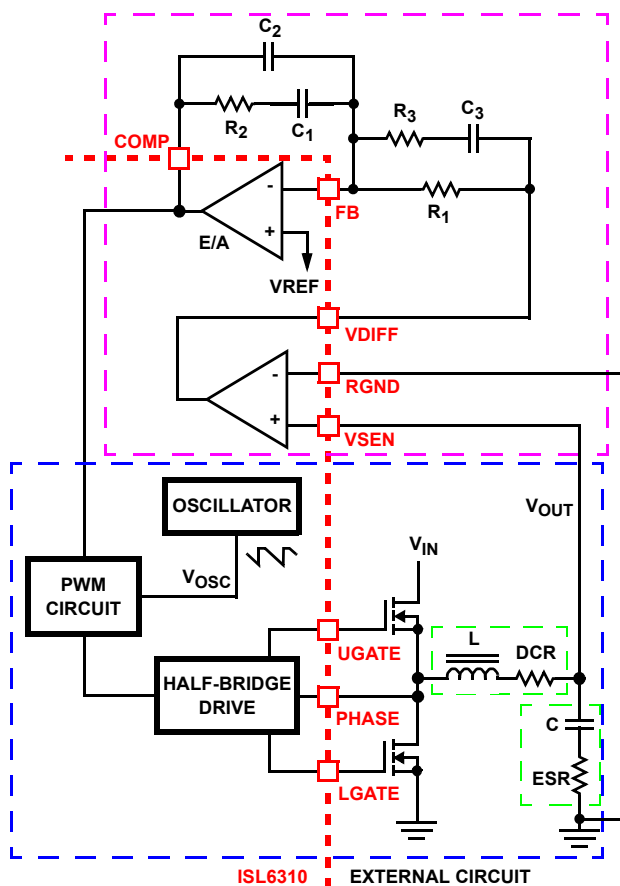 C2
R2
C1
R3
C3
COMP
-
FB
R1
+
E/A
VREF
VDIFF
-
RGND
+
VSEN
OSCILLATOR
VOUT
PWM
CIRCUIT
VOSC
VIN
UGATE
L
DCR
HALF-BRIDGE
DRIVE
PHASE
C
ESR
LGATE
ISL6310
EXTERNAL CIRCUIT